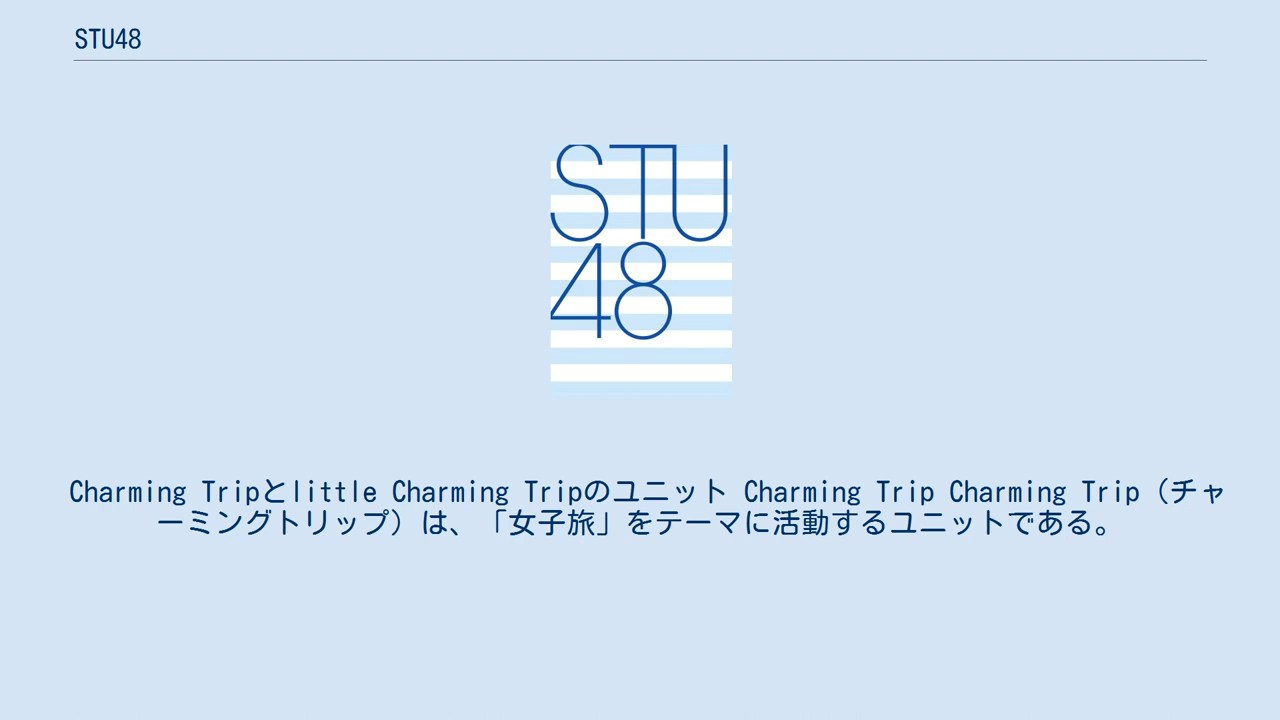 STU48
STU
48
Charming Tripとlittle Charming Tripのユニット Charming Trip Charming Trip（チャ
ーミングトリップ）は、「女子旅」をテーマに活動するユニットである。